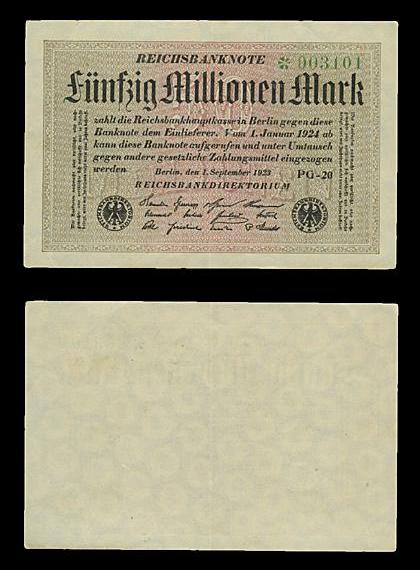 REICHSBANKNOTE
* 003101
Fünfzig Millionen Mark
zahlt die Reichsbankhauptkasse in Berlin gegen diese
Banknote dem Einlieferer. Vom 1. Januar 1924 ab
kann diese Banknote aufgerufen und unter Umtausch
gegen andere gesetzliche Zahlungsmittel eingezogen
werden
Berlin, den 1. September 1923
PG-20
REICHSBANKDIREKTORIUM